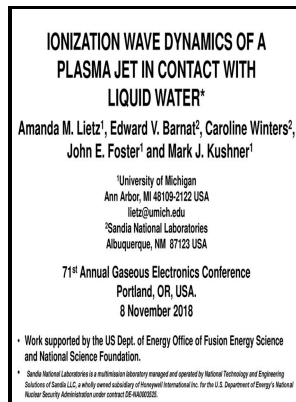 IONIZATION WAVE DYNAMICS OF A
PLASMA JET IN CONTACT WITH
LIQUID WATER*
Amanda M. Lietz¹, Edward V. Barnat², Caroline Winters²,
John E. Foster¹ and Mark J. Kushner¹
¹University of Michigan
Ann Arbor, MI 48109-2122 USA
lietz@umich.edu
²Sandia National Laboratories
Albuquerque, NM 87123 USA
71st Annual Gaseous Electronics Conference
Portland, OR, USA.
8 November 2018
• Work supported by the US Dept. of Energy Office of Fusion Energy Science
and National Science Foundation.
* Sandia National Laboratories is a multimission laboratory managed and operated by National Technology and Engineering
Solutions of Sandia LLC, a wholly owned subsidiary of Honeywell International Inc. for the U.S. Department of Energy's National
Nuclear Security Administration under contract DE-NA0003525.